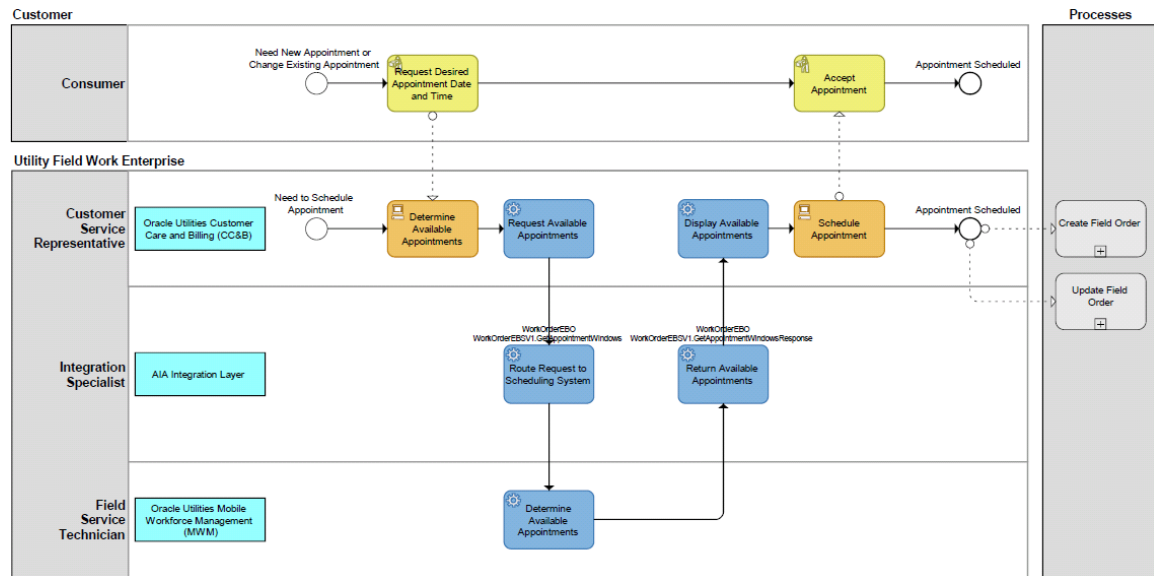 Customer
Processes
Consumer
Need New Appointment or
Change Existing Appointment
Request Desired
Appointment Date
and Time
Accept
Appointment
Appointment Scheduled
Utility Field Work Enterprise
Customer
Service
Representative
Oracle Utilities Customer
Care and Billing (CC&B)
Need to Schedule
Appointment
Determine
Available
Appointments
Request Available
Appointments
Display Available
Appointments
Schedule
Appointment
Appointment Scheduled
Create Field Order
Update Field
Order
WorkOrderEBO
WorkOrderEBSV1.GetAppointmentWindows
WorkOrderEBO
WorkOrderEBSV1.GetAppointmentWindowsResponse
Integration
Specialist
AIA Integration Layer
Route Request to
Scheduling System
Return Available
Appointments
Field
Service
Technician
Oracle Utilities Mobile
Workforce Management
(MWM)
Determine
Available
Appointments